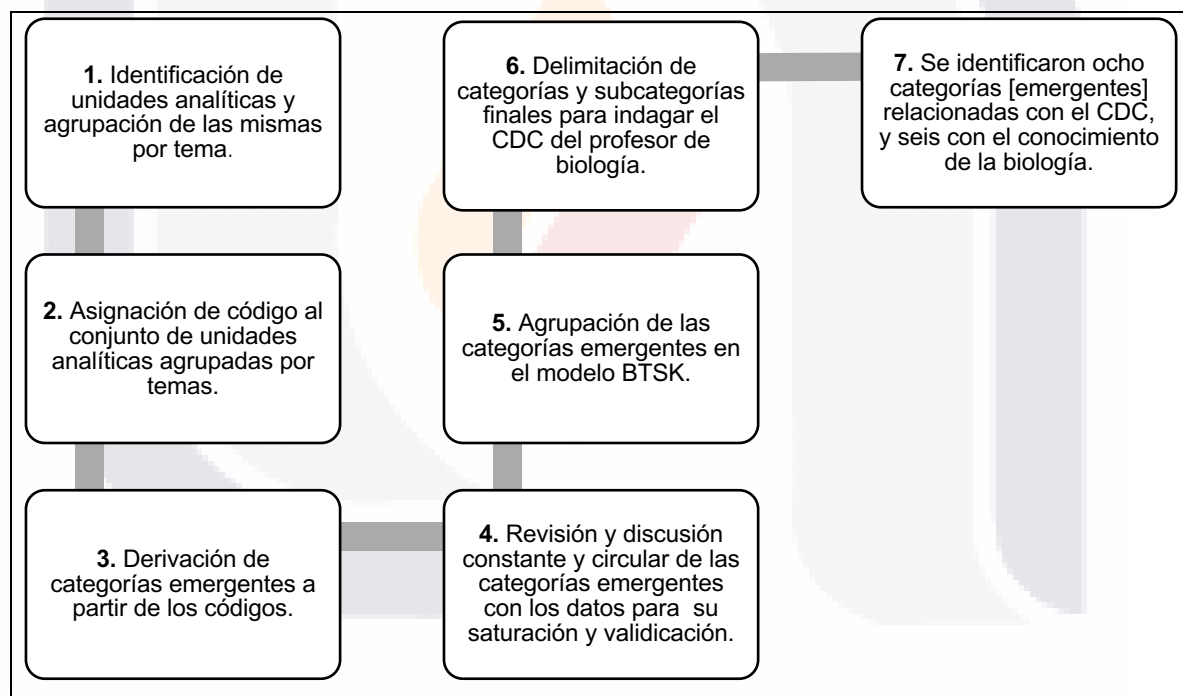 1. Identificación de
unidades analíticas y
agrupación de las mismas
por tema.
2. Asignación de código al
conjunto de unidades
analíticas agrupadas por
temas.
3. Derivación de
categorías emergentes a
partir de los códigos.
4. Revisión y discusión
constante y circular de las
categorías emergentes
con los datos para su
saturación y validicación.
5. Agrupación de las
categorías emergentes en
el modelo BTSK.
6. Delimitación de
categorías y subcategorías
finales para indagar el
CDC del profesor de
biología.
7. Se identificaron ocho
categorías [emergentes]
relacionadas con el CDC,
y seis con el conocimiento
de la biología.